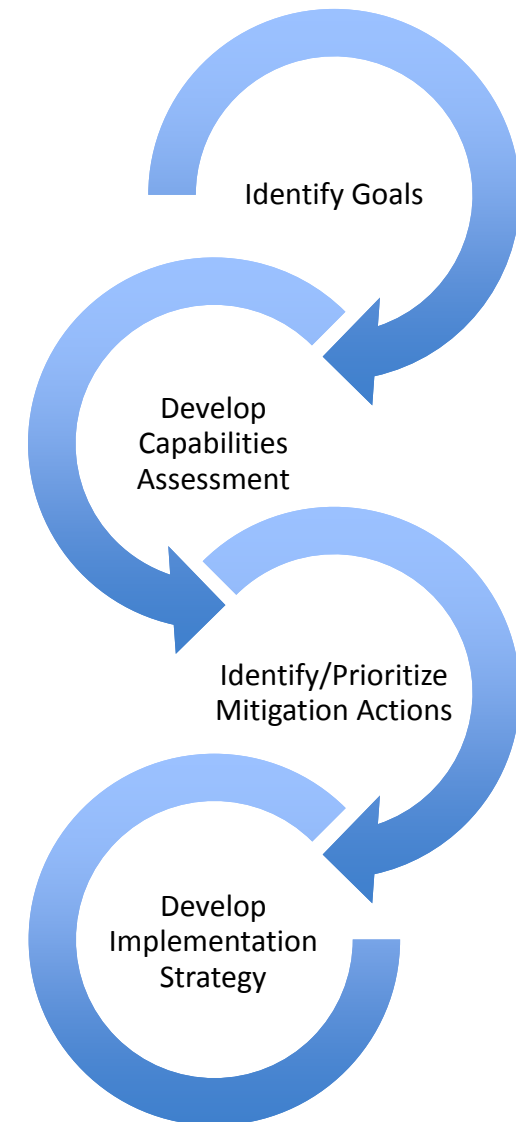 Identify Goals
Develop
Capabilities
Assessment
Identify/Prioritize
Mitigation Actions
Develop
Implementation
Strategy